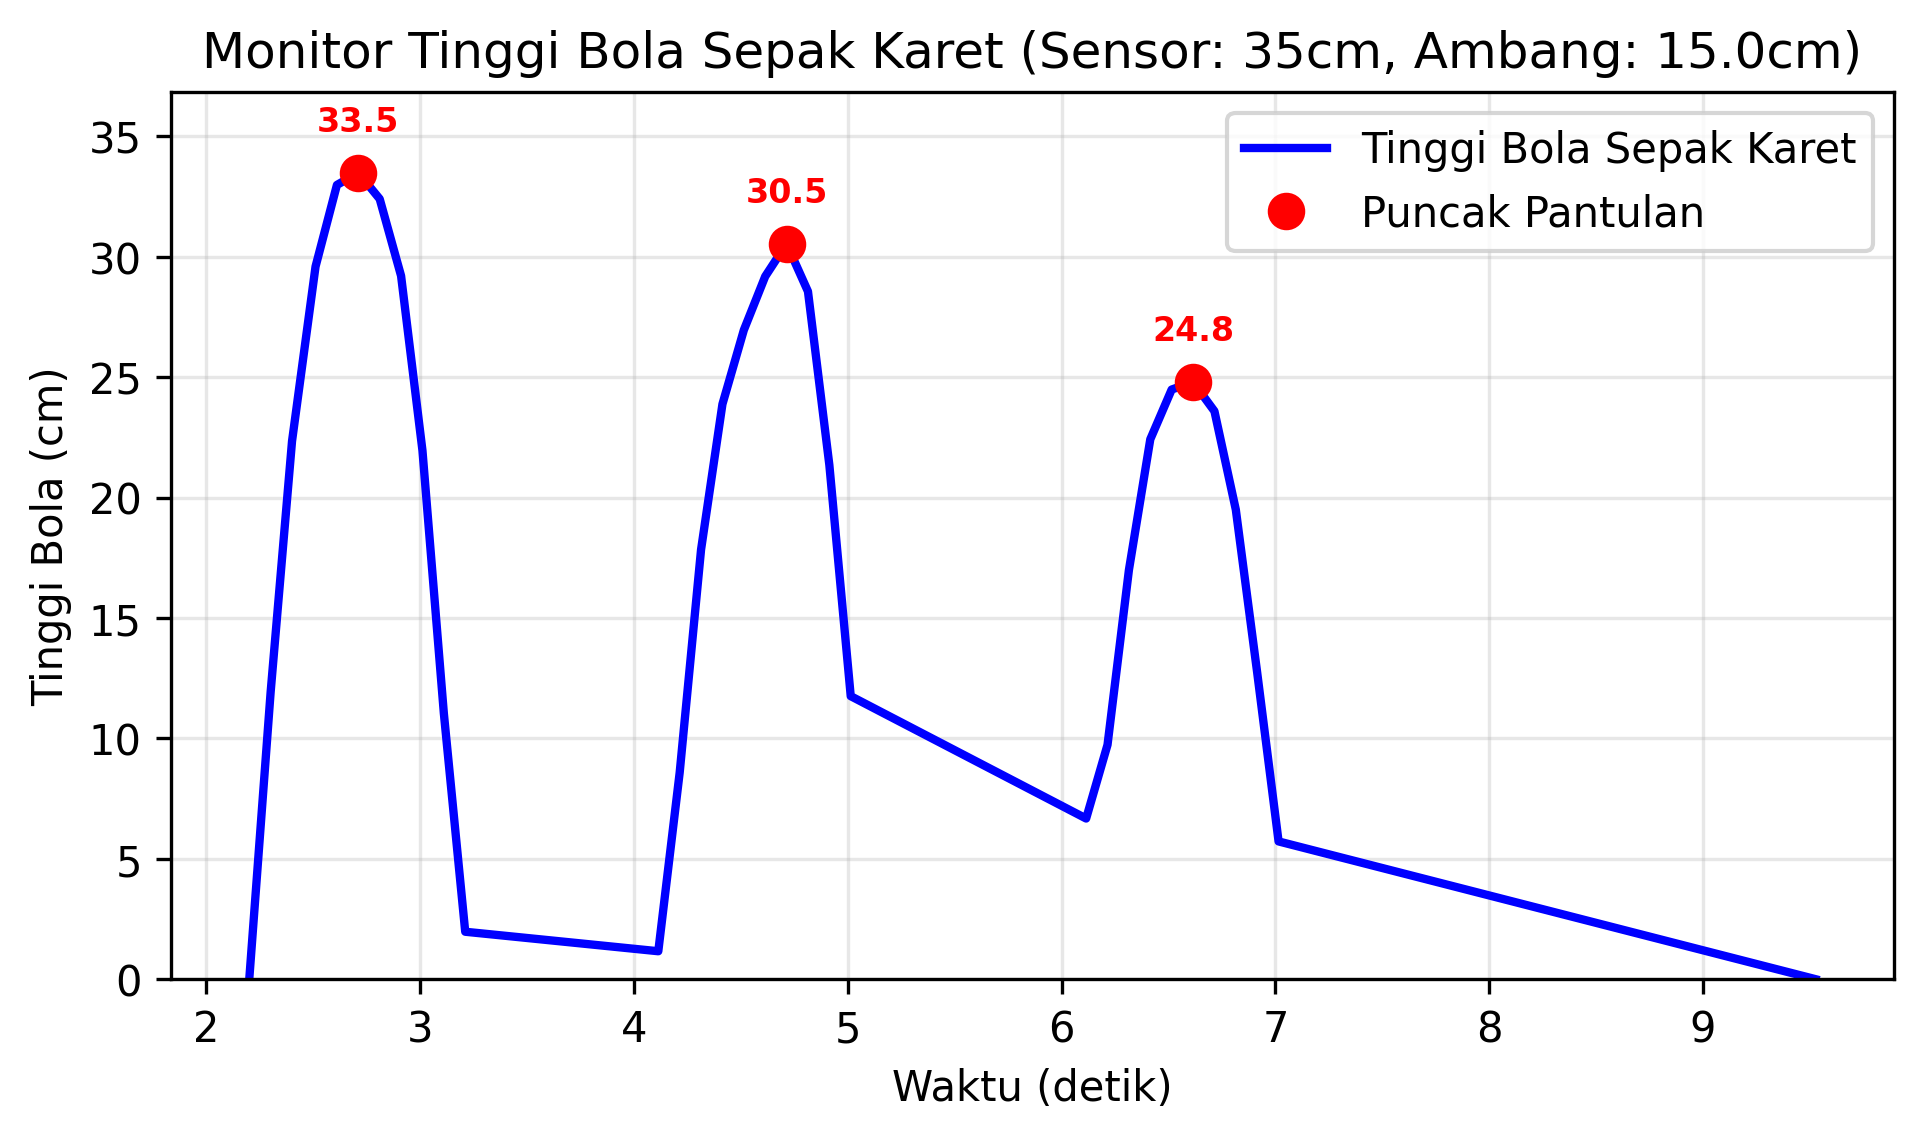 Monitor Tinggi Bola Sepak Karet (Sensor: 35cm, Ambang: 15.0cm)
33.5
30.5
24.8
Tinggi Bola Sepak Karet
Puncak Pantulan
Tinggi Bola (cm)
35
30
25
20
15
10
5
0
2 3 4 5 6 7 8 9
Waktu (detik)